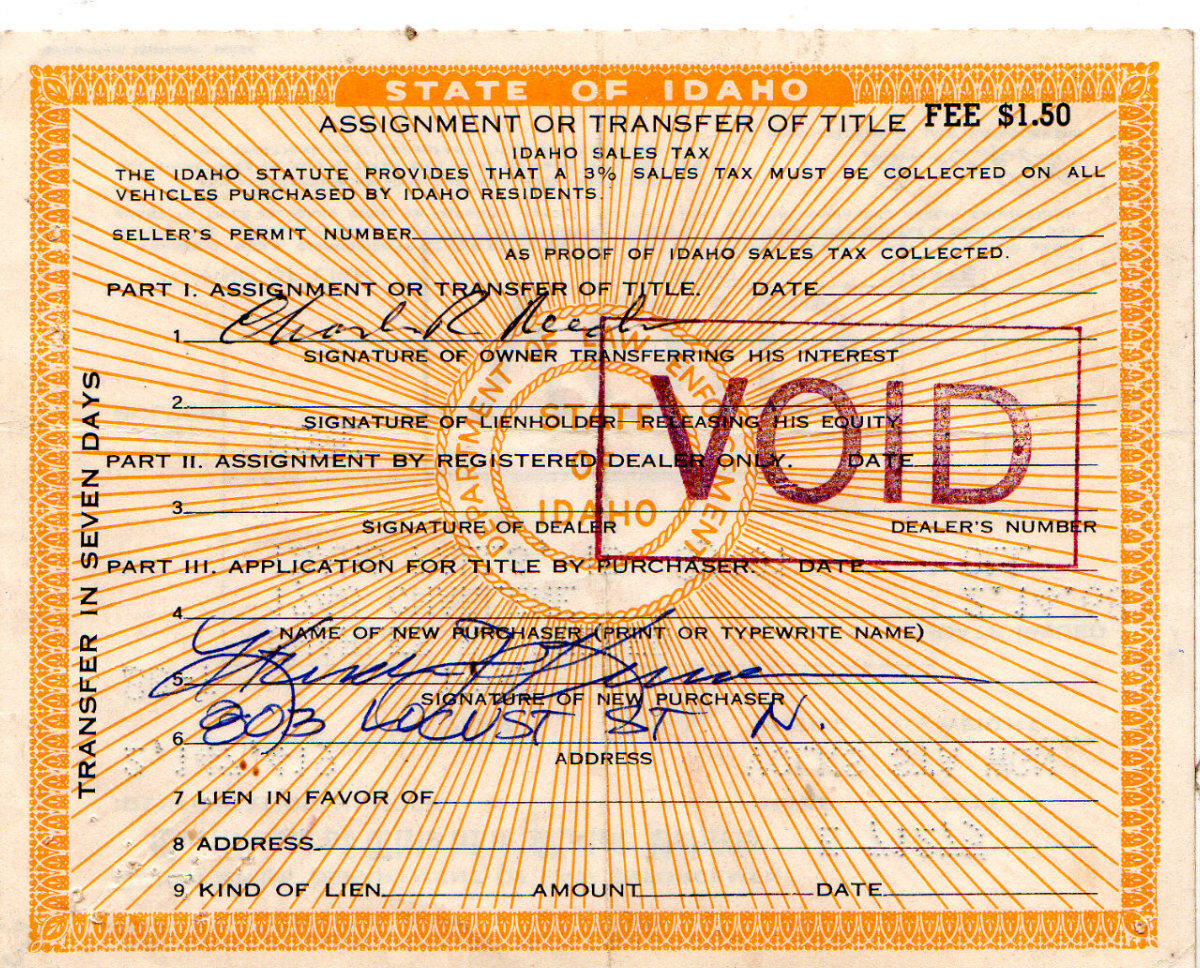 STATE OF IDAHO
ASSIGNMENT OR TRANSFER OF TITLE FEE $1.50
IDAHO SALES TAX
THE IDAHO STATUTE PROVIDES THAT A 3% SALES TAX MUST BE COLLECTED ON ALL
VEHICLES PURCHASED BY IDAHO RESIDENTS.
SELLER'S PERMIT NUMBER
AS PROOF OF IDAHO SALES TAX COLLECTED.
PART I. ASSIGNMENT OR TRANSFER OF TITLE. DATE
1. Charles R
SIGNATURE OF OWNER TRANSFERRING HIS INTEREST
2.
SIGNATURE OF LIENHOLDER—RELEASING HIS EQUITY
PART II. ASSIGNMENT BY REGISTERED DEALER ONLY. DATE
3.
SIGNATURE OF DEALER DEALER'S NUMBER
PART III. APPLICATION FOR TITLE BY PURCHASER. DATE
4.
NAME OF NEW PURCHASER (PRINT OR TYPEWRITE NAME)
5.
SIGNATURE OF NEW PURCHASER
6. 303 LOCUST ST N.
ADDRESS
7 LIEN IN FAVOR OF
8 ADDRESS
9 KIND OF LIEN AMOUNT DATE
TRANSFER IN SEVEN DAYS
DEPARTMENT OF LAW ENFORCEMENT
STATE
OF
IDAHO
VOID